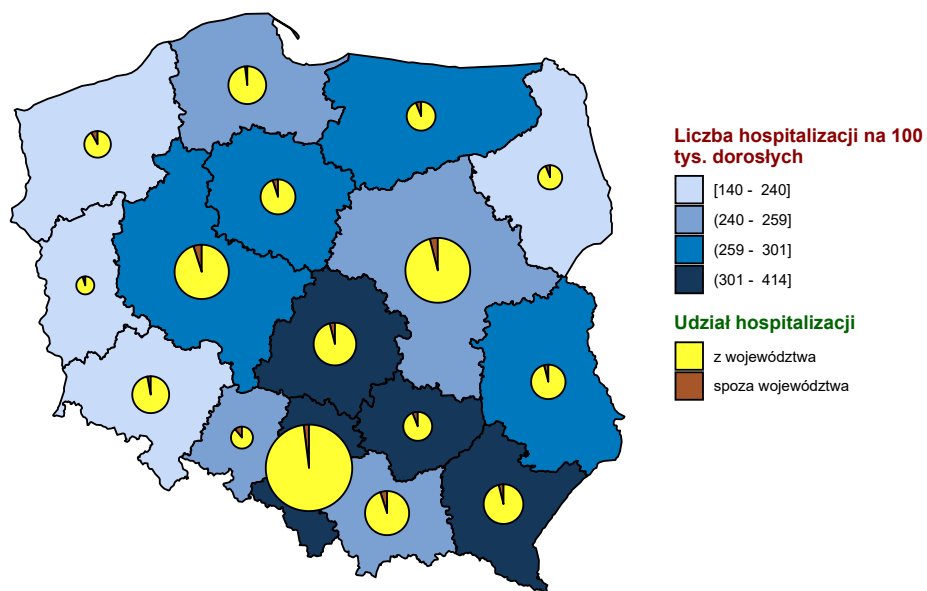 Liczba hospitalizacji na 100
tys. dorosłych
[140 - 240]
(240 - 259]
(259 - 301]
(301 - 414]
Udział hospitalizacji
z województwa
spoza województwa